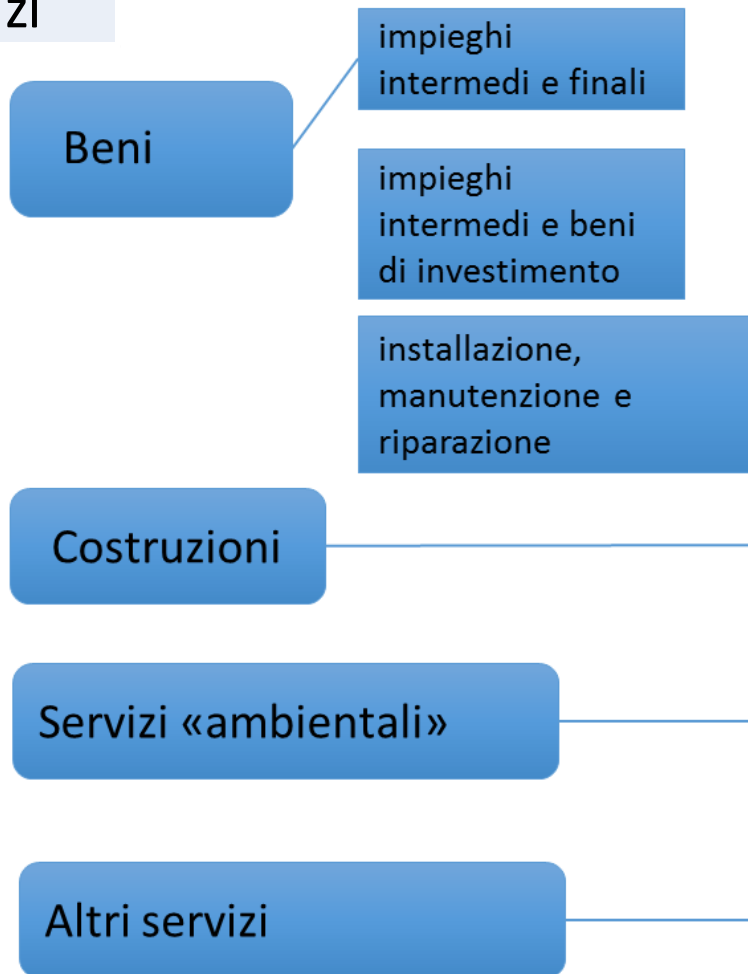 zi
impieghi
intermedi e finali
Beni
impieghi
intermedi e beni
di investimento
installazione,
manutenzione e
riparazione
Costruzioni
Servizi «ambientali»
Altri servizi